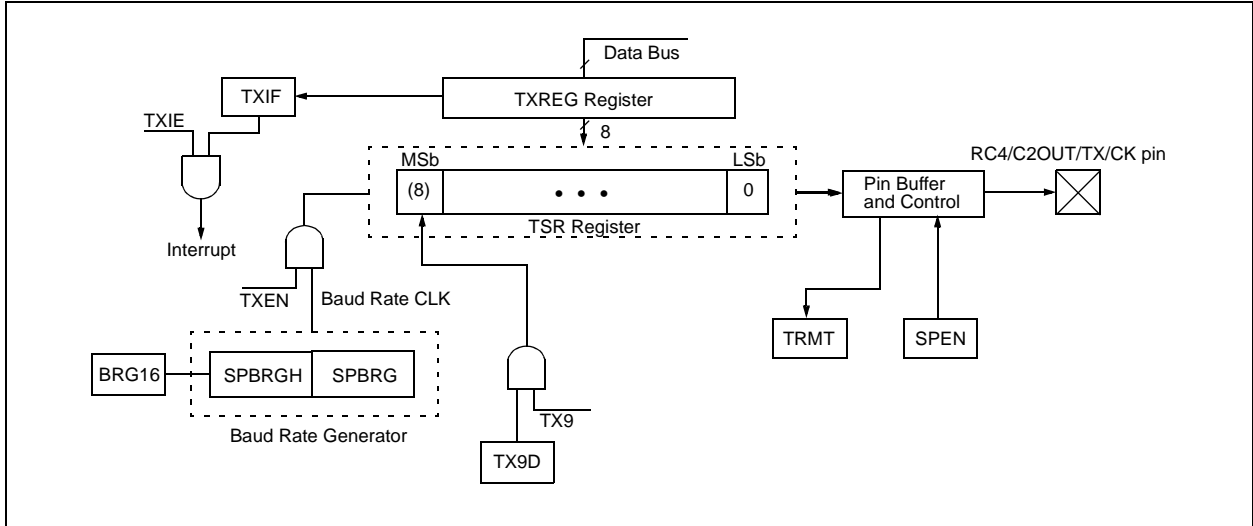 Data Bus
TXIF
TXREG Register
TXIE
8
MSb
LSb
RC4/C2OUT/TX/CK pin
(8)
• • •
0
Pin Buffer
and Control
TSR Register
Interrupt
TXEN
Baud Rate CLK
TRMT
SPEN
BRG16
SPBRGH
SPBRG
TX9
Baud Rate Generator
TX9D